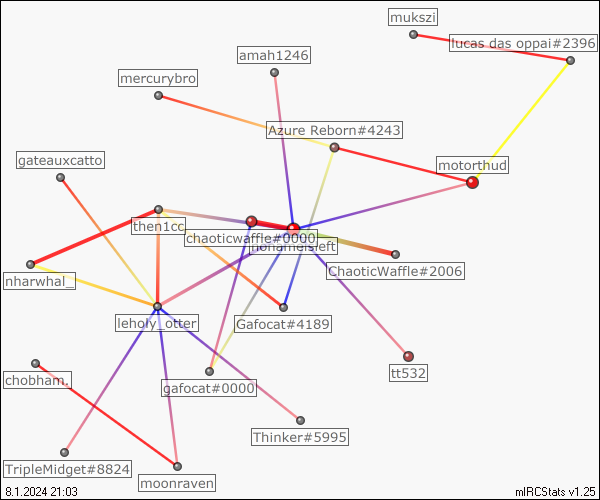 mukszi
lucas das oppai#2396
amah1246
mercurybro
Azure Reborn#4243
motorthud
gateauxcatto
then1cc
chaoticwaffle#0000
ChaoticWaffle#2006
nharwhal_
leholy_otter
Gafocat#4189
tt532
chobham.
gafocat#0000
Thinker#5995
TripleMidget#8824
moonraven
8.1.2024 21:03
mIRCStats v1.25